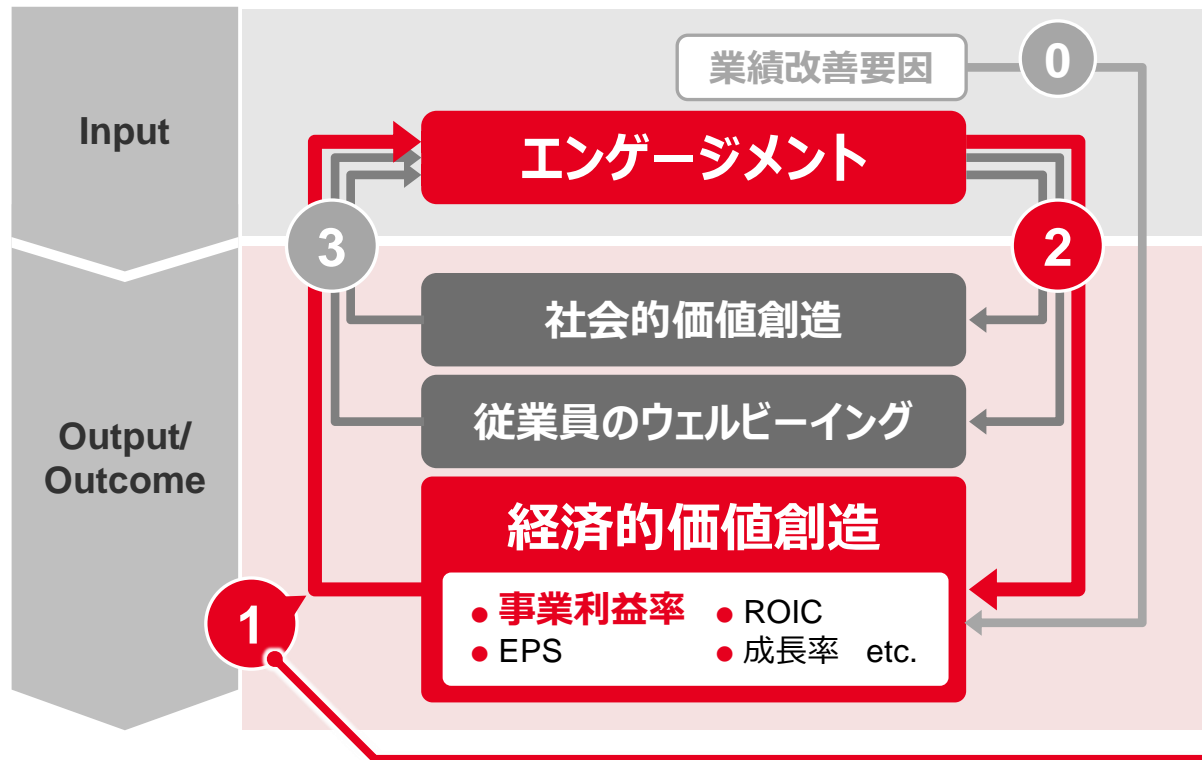 業績改善要因
0
Input
エンゲージメント
3
2
社会的価値創造
従業員のウェルビーイング
Output/
Outcome
経済的価値創造
● 事業利益率 ● ROIC
● EPS ● 成長率 etc.
1